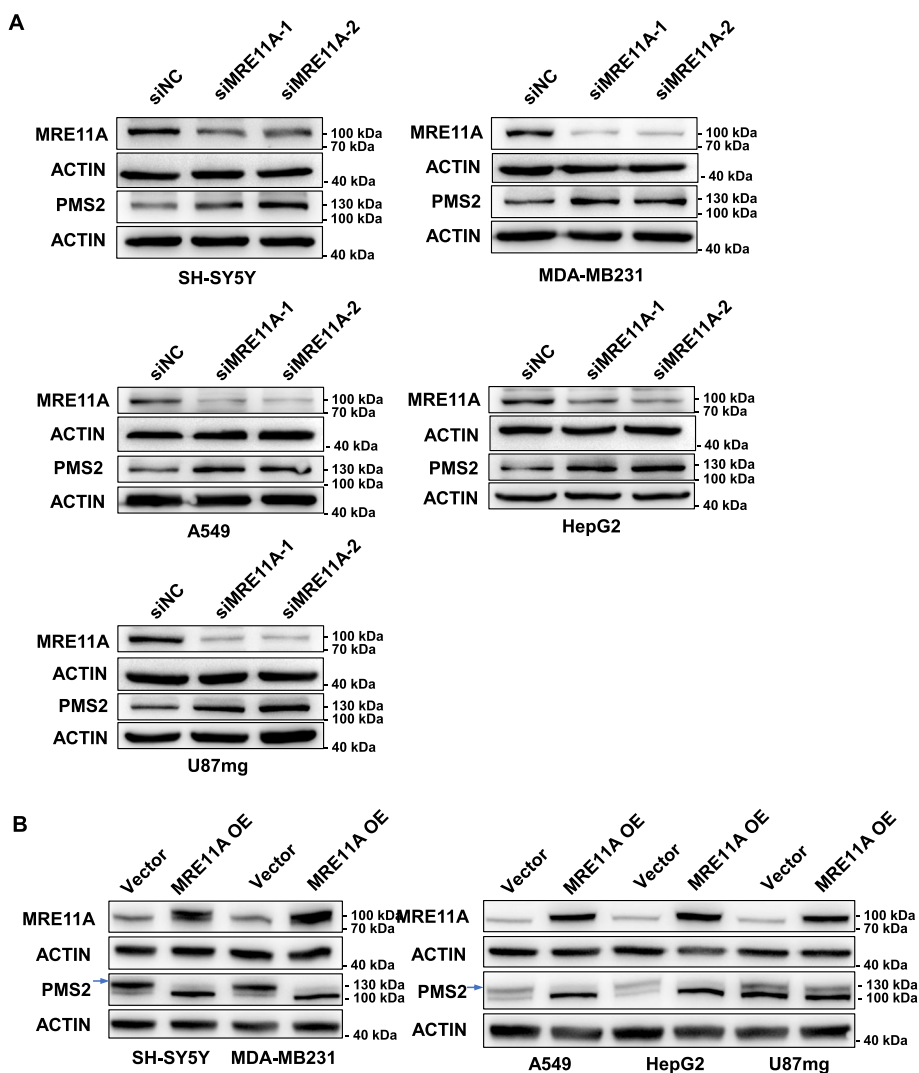 A
siNC siMRE11A-1 siMRE11A-2
MRE11A - 100 kDa
- 70 kDa
ACTIN
- 40 kDa
PMS2 - 130 kDa
- 100 kDa
ACTIN
- 40 kDa
SH-SY5Y
siNC siMRE11A-1 siMRE11A-2
MRE11A - 100 kDa
- 70 kDa
ACTIN
- 40 kDa
PMS2 - 130 kDa
- 100 kDa
ACTIN
- 40 kDa
MDA-MB231
siNC siMRE11A-1 siMRE11A-2
MRE11A - 100 kDa
- 70 kDa
ACTIN
- 40 kDa
PMS2 - 130 kDa
- 100 kDa
ACTIN
- 40 kDa
A549
siNC siMRE11A-1 siMRE11A-2
MRE11A - 100 kDa
- 70 kDa
ACTIN
- 40 kDa
PMS2 - 130 kDa
- 100 kDa
ACTIN
- 40 kDa
HepG2
siNC siMRE11A-1 siMRE11A-2
MRE11A - 100 kDa
- 70 kDa
ACTIN
- 40 kDa
PMS2 - 130 kDa
- 100 kDa
ACTIN
- 40 kDa
U87mg
B
Vector MRE11A OE Vector MRE11A OE
MRE11A - 100 kDa
- 70 kDa
ACTIN
- 40 kDa
PMS2 - 130 kDa
- 100 kDa
ACTIN
- 40 kDa
SH-SY5Y MDA-MB231
Vector MRE11A OE Vector MRE11A OE Vector MRE11A OE
MRE11A - 100 kDa
- 70 kDa
ACTIN
- 40 kDa
PMS2 - 130 kDa
- 100 kDa
ACTIN
- 40 kDa
A549 HepG2 U87mg